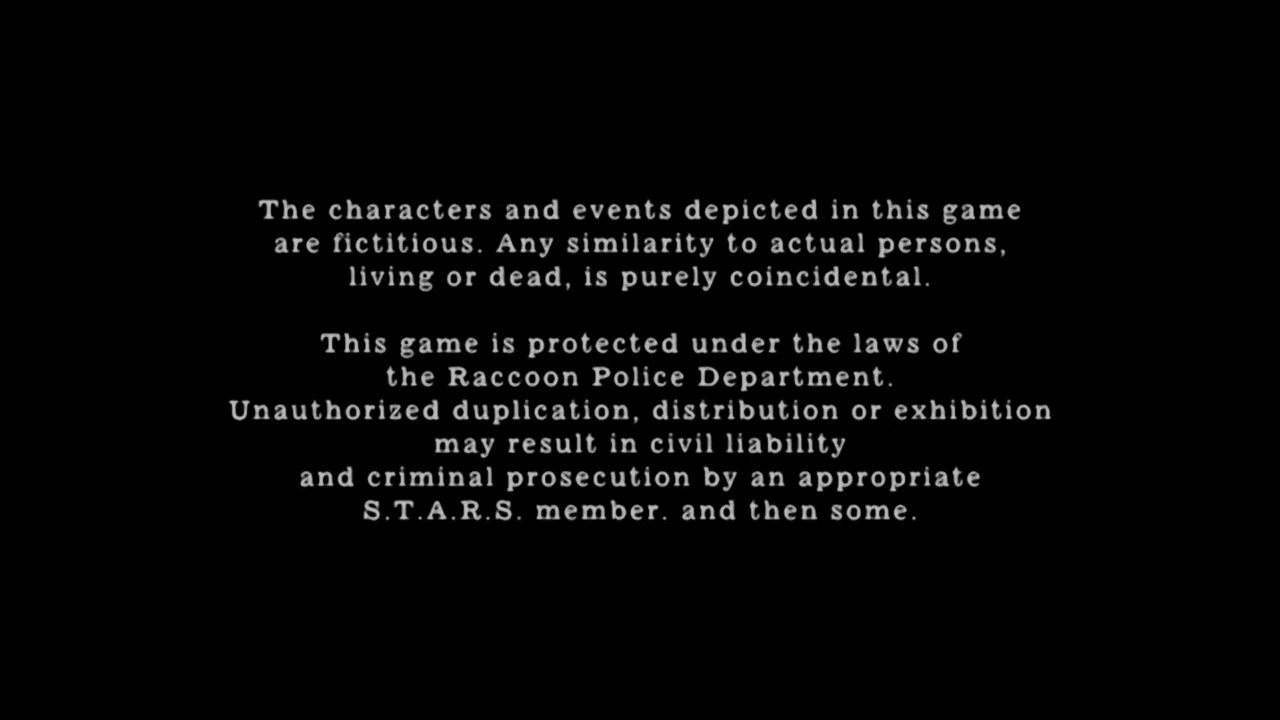 The characters and events depicted in this game
are fictitious. Any similarity to actual persons,
living or dead, is purely coincidental.
This game is protected under the laws of
the Raccoon Police Department.
Unauthorized duplication, distribution or exhibition
may result in civil liability
and criminal prosecution by an appropriate
S.T.A.R.S. member. and then some.